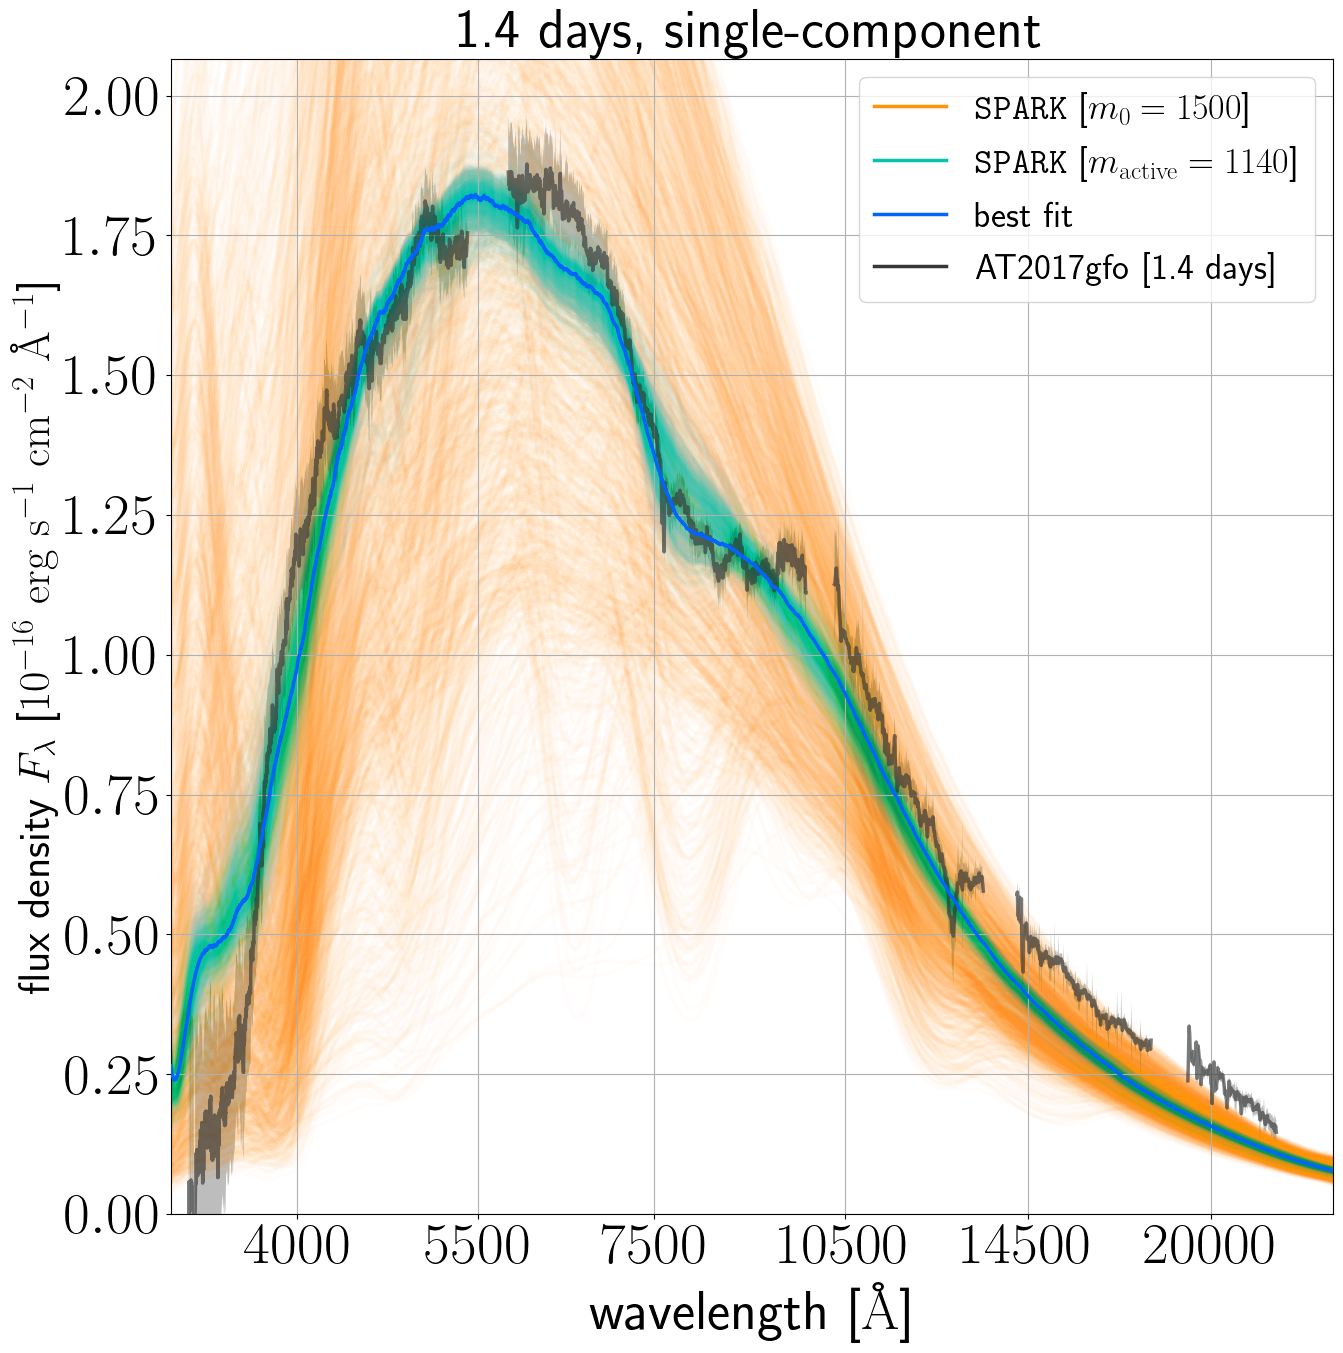 1.4 days, single-component
SPARK [m₀ = 1500]
SPARK [m_active = 1140]
best fit
AT2017gfo [1.4 days]
flux density F_λ [10⁻¹⁶ erg s⁻¹ cm⁻² Å⁻¹]
2.00
1.75
1.50
1.25
1.00
0.75
0.50
0.25
0.00
4000 5500 7500 10500 14500 20000
wavelength [Å]